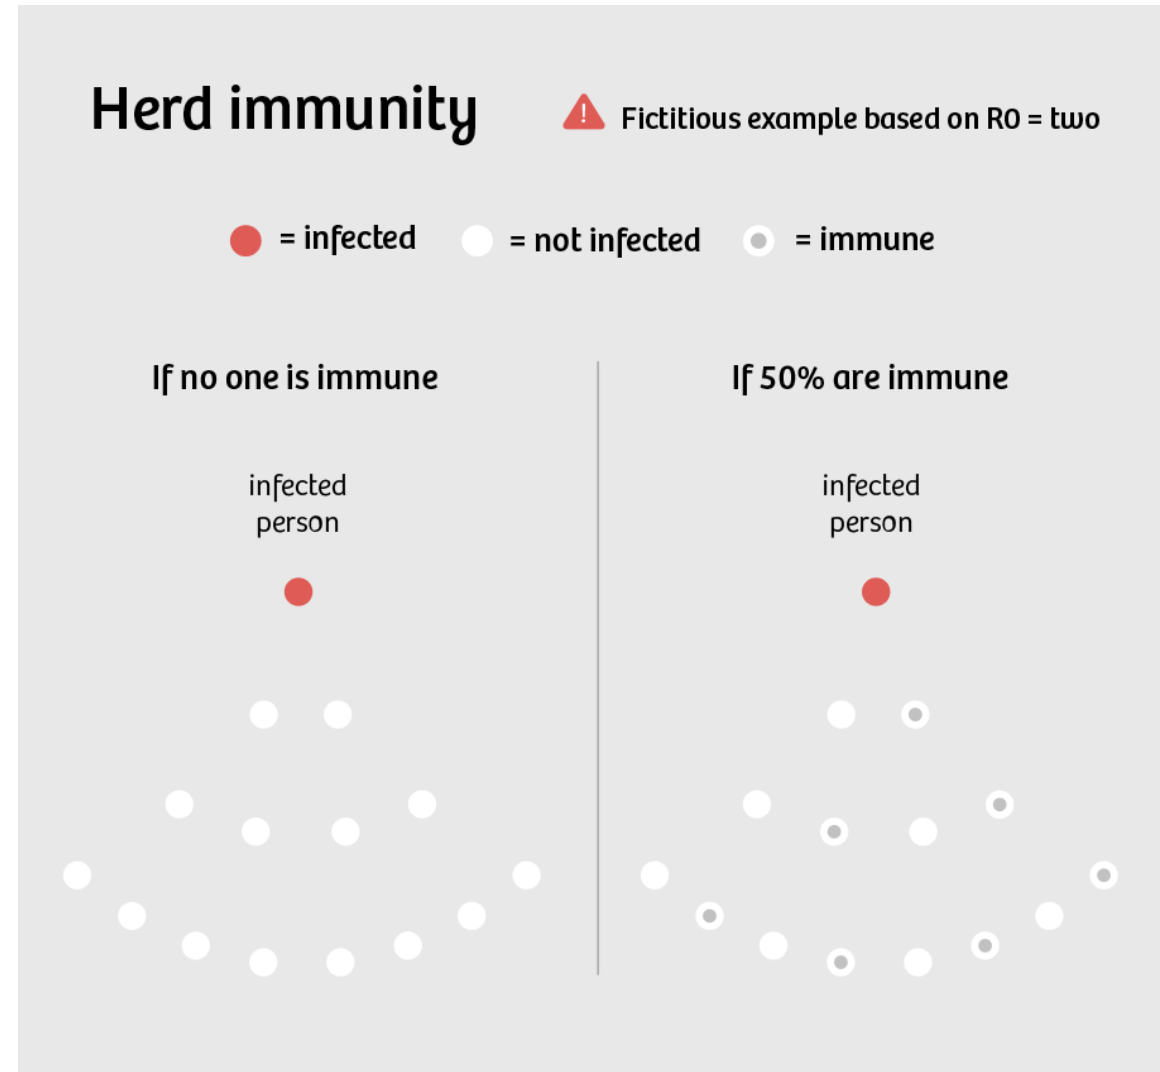 Herd immunity
! Fictitious example based on R0 = two
= infected
= not infected
= immune
If no one is immune
If 50% are immune
infected
person
infected
person